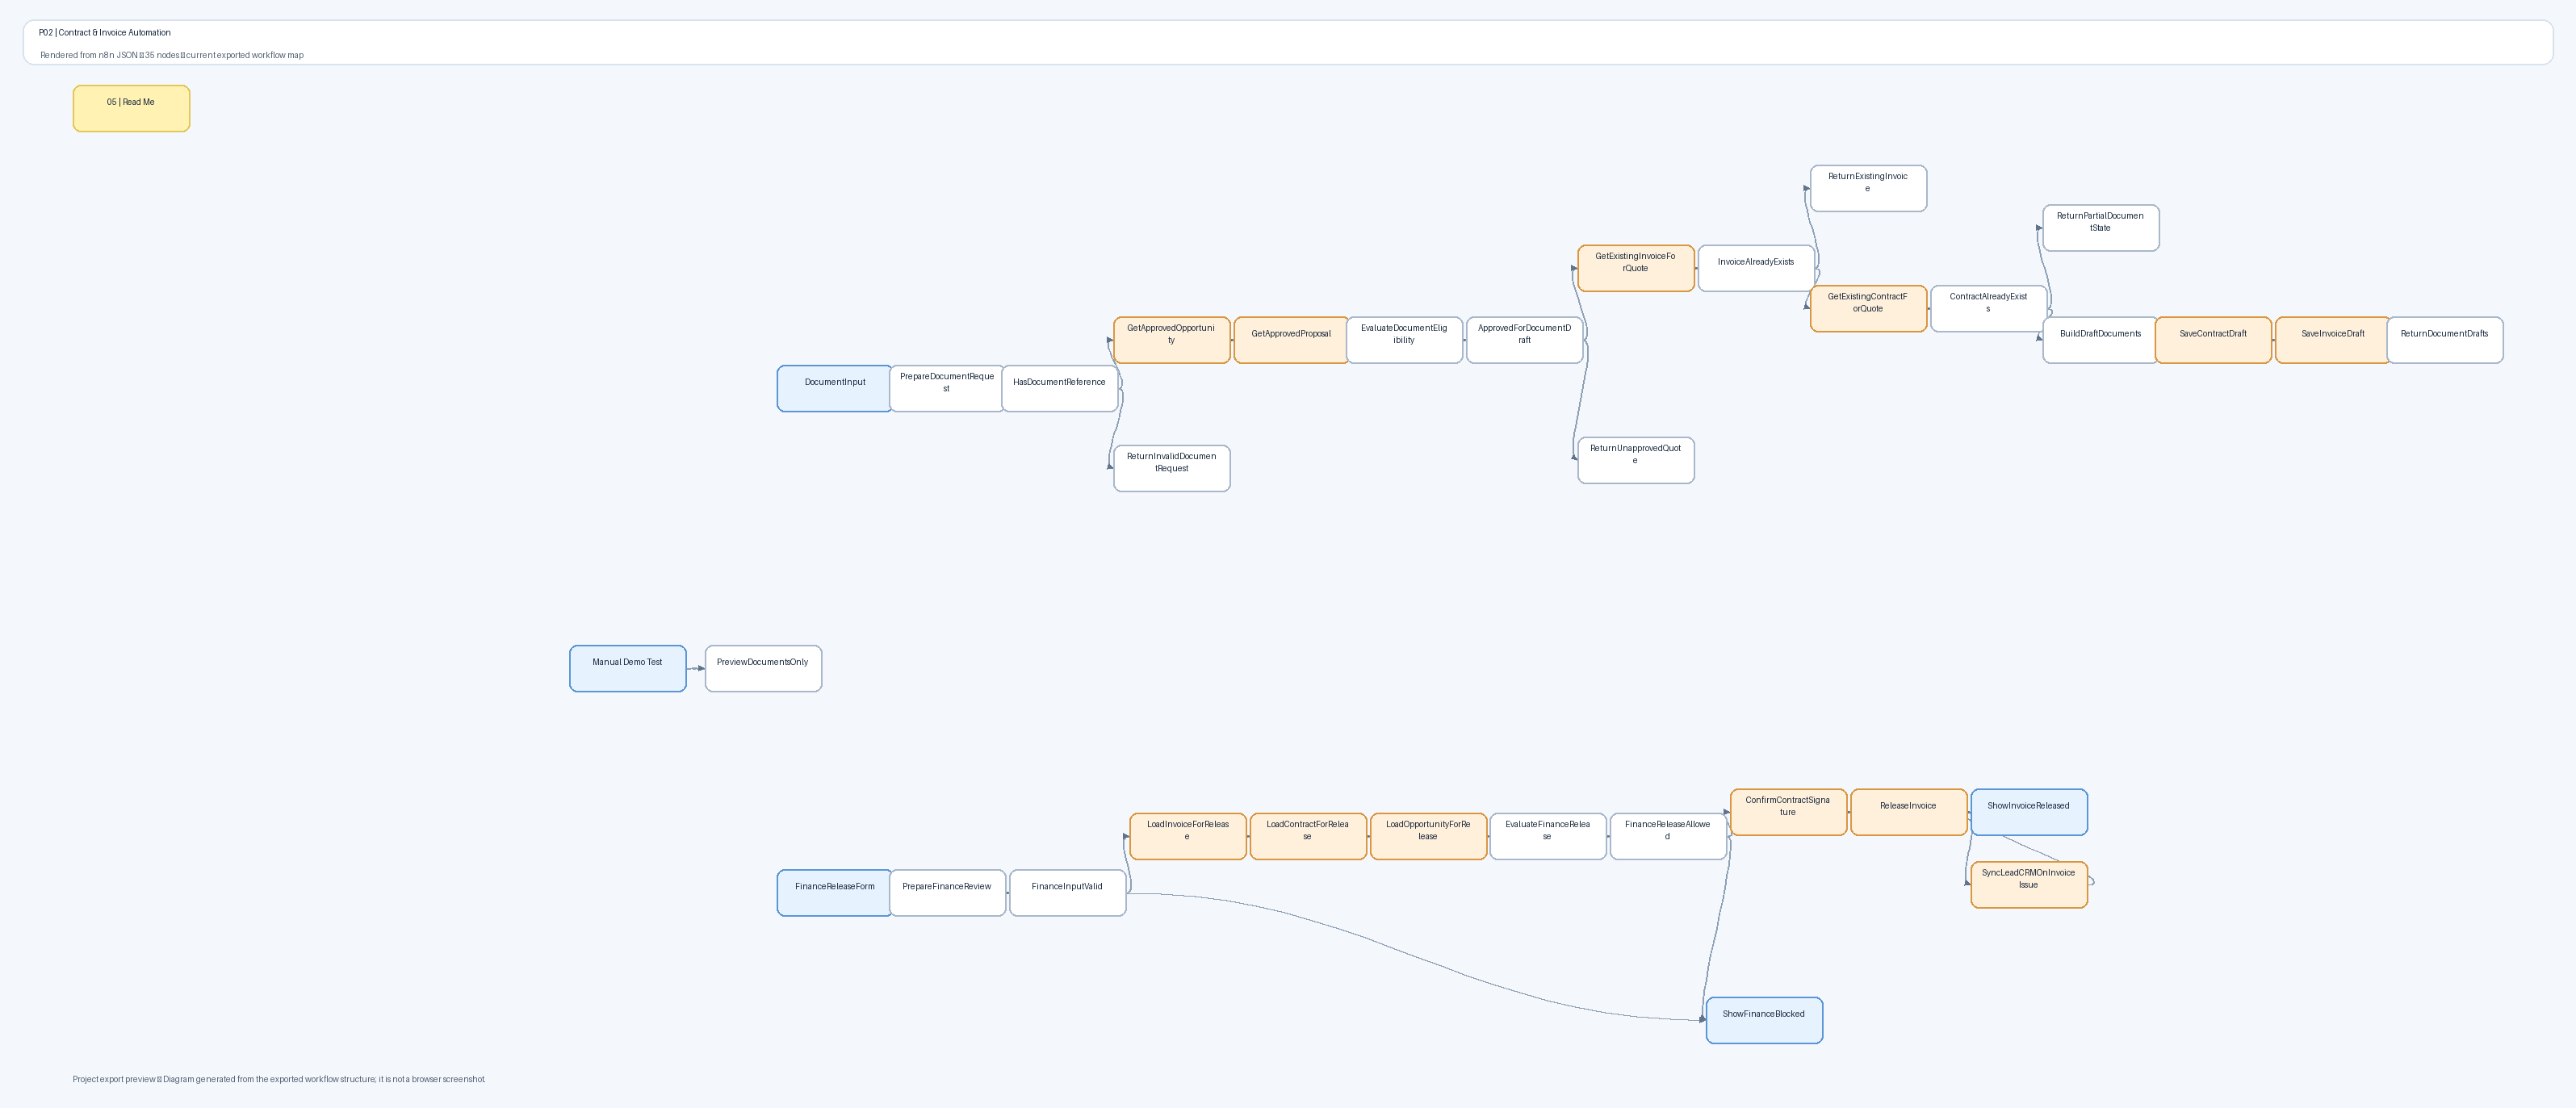 P02 | Contract & Invoice Automation
Rendered from n8n JSON □ 35 nodes □ current exported workflow map
05 | Read Me
ReturnExistingInvoic
e
ReturnPartialDocumen
tState
GetExistingInvoiceFo
rQuote
InvoiceAlreadyExists
GetExistingContractF
orQuote
ContractAlreadyExist
s
GetApprovedOpportuni
ty
GetApprovedProposal
EvaluateDocumentElig
ibility
ApprovedForDocumentD
raft
BuildDraftDocuments
SaveContractDraft
SaveInvoiceDraft
ReturnDocumentDrafts
DocumentInput
PrepareDocumentReque
st
HasDocumentReference
ReturnInvalidDocumen
tRequest
ReturnUnapprovedQuot
e
Manual Demo Test
PreviewDocumentsOnly
ConfirmContractSigna
ture
ReleaseInvoice
ShowInvoiceReleased
LoadInvoiceForReleas
e
LoadContractForRelea
se
LoadOpportunityForRe
lease
EvaluateFinanceRelea
se
FinanceReleaseAllowe
d
SyncLeadCRMOnInvoice
Issue
FinanceReleaseForm
PrepareFinanceReview
FinanceInputValid
ShowFinanceBlocked
Project export preview □ Diagram generated from the exported workflow structure; it is not a browser screenshot.